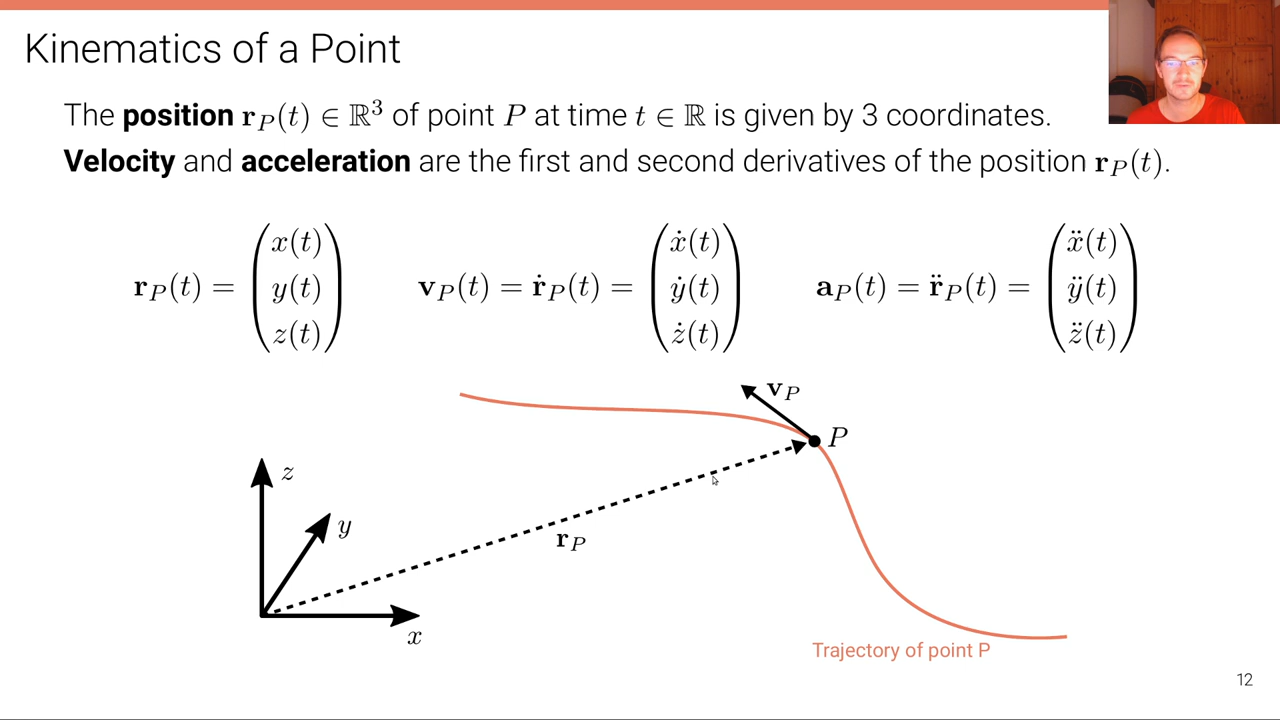 Kinematics of a Point
The position r_P(t) ∈ ℝ³ of point P at time t ∈ ℝ is given by 3 coordinates.
Velocity and acceleration are the first and second derivatives of the position r_P(t).
r_P(t) = (x(t) y(t) z(t)) v_P(t) = ṙ_P(t) = (ẋ(t) ẏ(t) ż(t)) a_P(t) = r̈_P(t) = (ẍ(t) ÿ(t) z̈(t))
v_P
P
z
y
r_P
x
Trajectory of point P
12